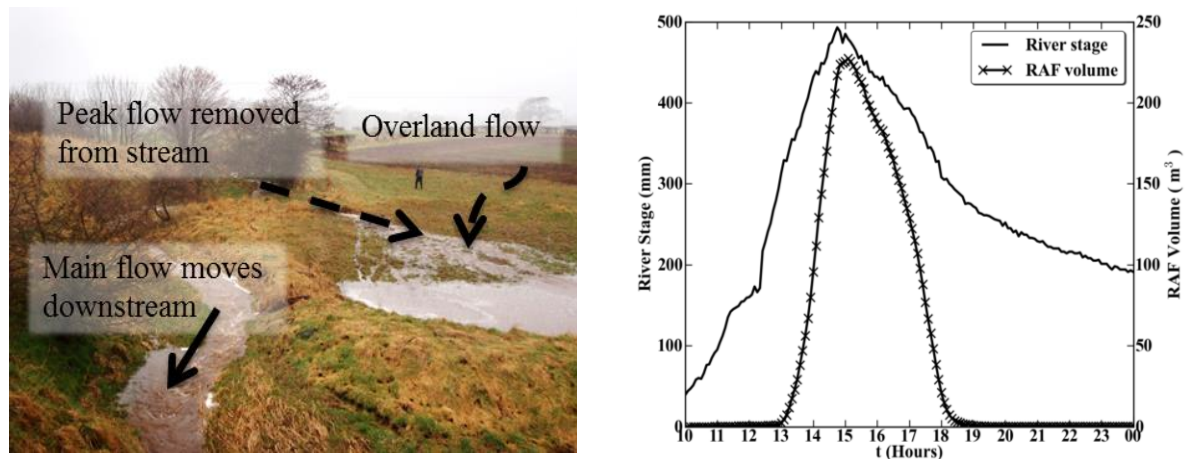 Peak flow removed
from stream
Overland flow
Main flow moves
downstream
500
400
300
200
100
0
River Stage (mm)
River stage
RAF volume
250
200
150
100
50
0
RAF Volume ( m³)
10 11 12 13 14 15 16 17 18 19 20 21 22 23 00
t (Hours)